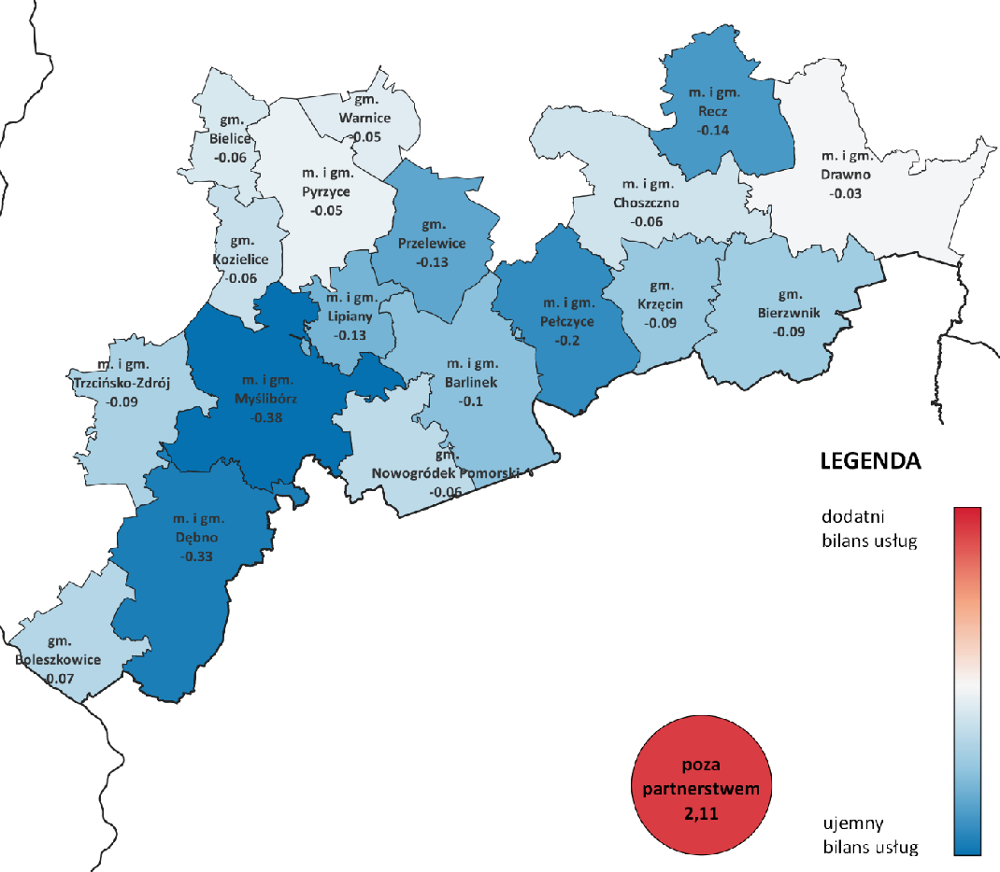 gm.
Bielice
-0.06
gm.
Warnice
-0.05
m. i gm.
Pyrzyce
-0.05
m. i gm.
Recz
-0.14
m. i gm.
Drawno
-0.03
m. i gm.
Choszczno
-0.06
gm.
Przelewice
-0.13
gm.
Kozielice
-0.06
m. i gm.
Lipiany
-0.13
m. i gm.
Pełczyce
-0.2
gm.
Krzęcin
-0.09
gm.
Bierzwnik
-0.09
m. i gm.
Trzcińsko-Zdrój
-0.09
m. i gm.
Myślibórz
-0.38
m. i gm.
Barlinek
-0.1
gm.
Nowogródek Pomorski
-0.06
m. i gm.
Dębno
-0.33
gm.
Boleszkowice
-0.07
LEGENDA
dodatni
bilans usług
ujemny
bilans usług
poza
partnerstwem
2,11